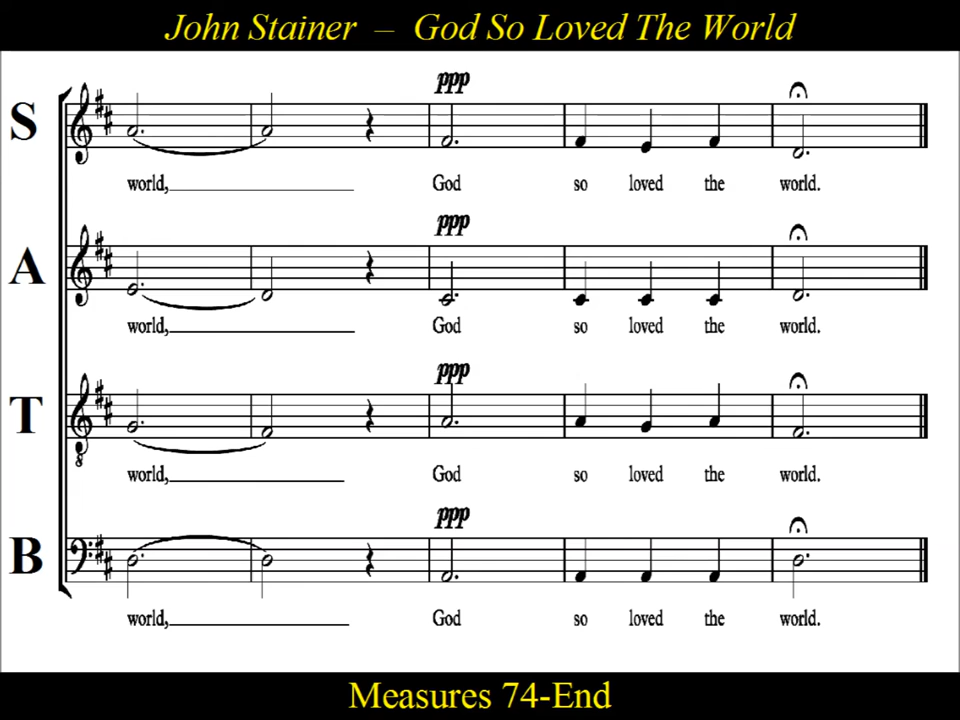 John Stainer – God So Loved The World
ppp
S
world, God so loved the world.
ppp
A
world, God so loved the world.
ppp
T
8
world, God so loved the world.
ppp
B
world, God so loved the world.
Measures 74-End